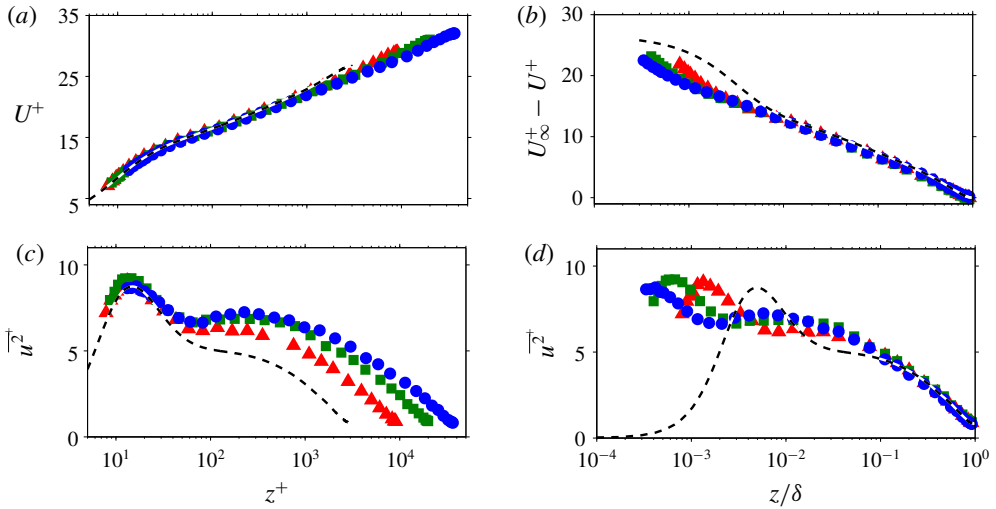 (a)
35
25
15
5
U⁺
(b)
30
20
10
0
U⁺∞ − U⁺
(c)
10
5
0
u²†
10¹
10²
10³
10⁴
z⁺
(d)
10
5
0
u²†
10⁻⁴
10⁻³
10⁻²
10⁻¹
10⁰
z/δ